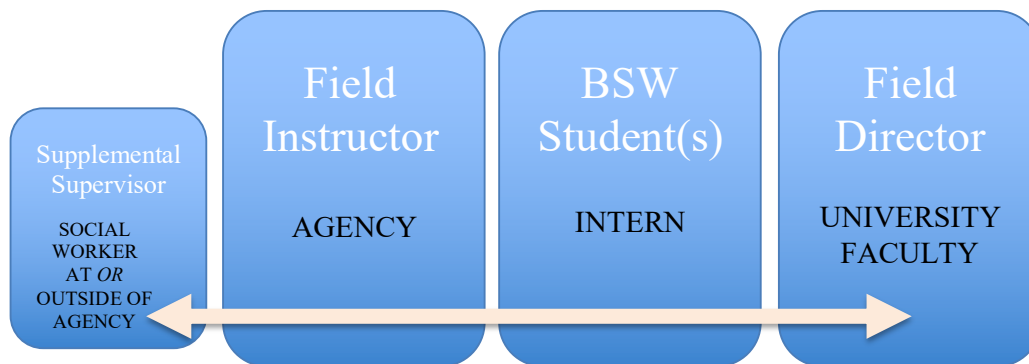 Supplemental
Supervisor
SOCIAL
WORKER
AT OR
OUTSIDE OF
AGENCY
Field
Instructor
AGENCY
BSW
Student(s)
INTERN
Field
Director
UNIVERSITY
FACULTY